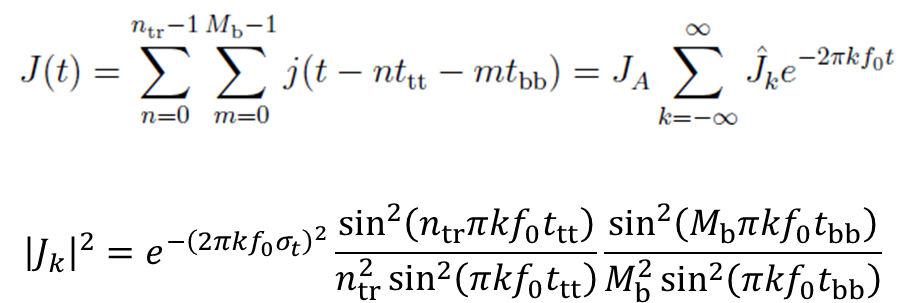 J(t) = \sum_{n=0}^{n_{\mathrm{tr}}-1} \sum_{m=0}^{M_{\mathrm{b}}-1} j(t - nt_{\mathrm{tt}} - mt_{\mathrm{bb}}) = J_A \sum_{k=-\infty}^{\infty} \hat{J}_k e^{-2\pi k f_0 t}
|J_k|^2 = e^{-(2\pi k f_0 \sigma_t)^2} \frac{\sin^2(n_{\mathrm{tr}} \pi k f_0 t_{\mathrm{tt}})}{n_{\mathrm{tr}}^2 \sin^2(\pi k f_0 t_{\mathrm{tt}})} \frac{\sin^2(M_{\mathrm{b}} \pi k f_0 t_{\mathrm{bb}})}{M_{\mathrm{b}}^2 \sin^2(\pi k f_0 t_{\mathrm{bb}})}